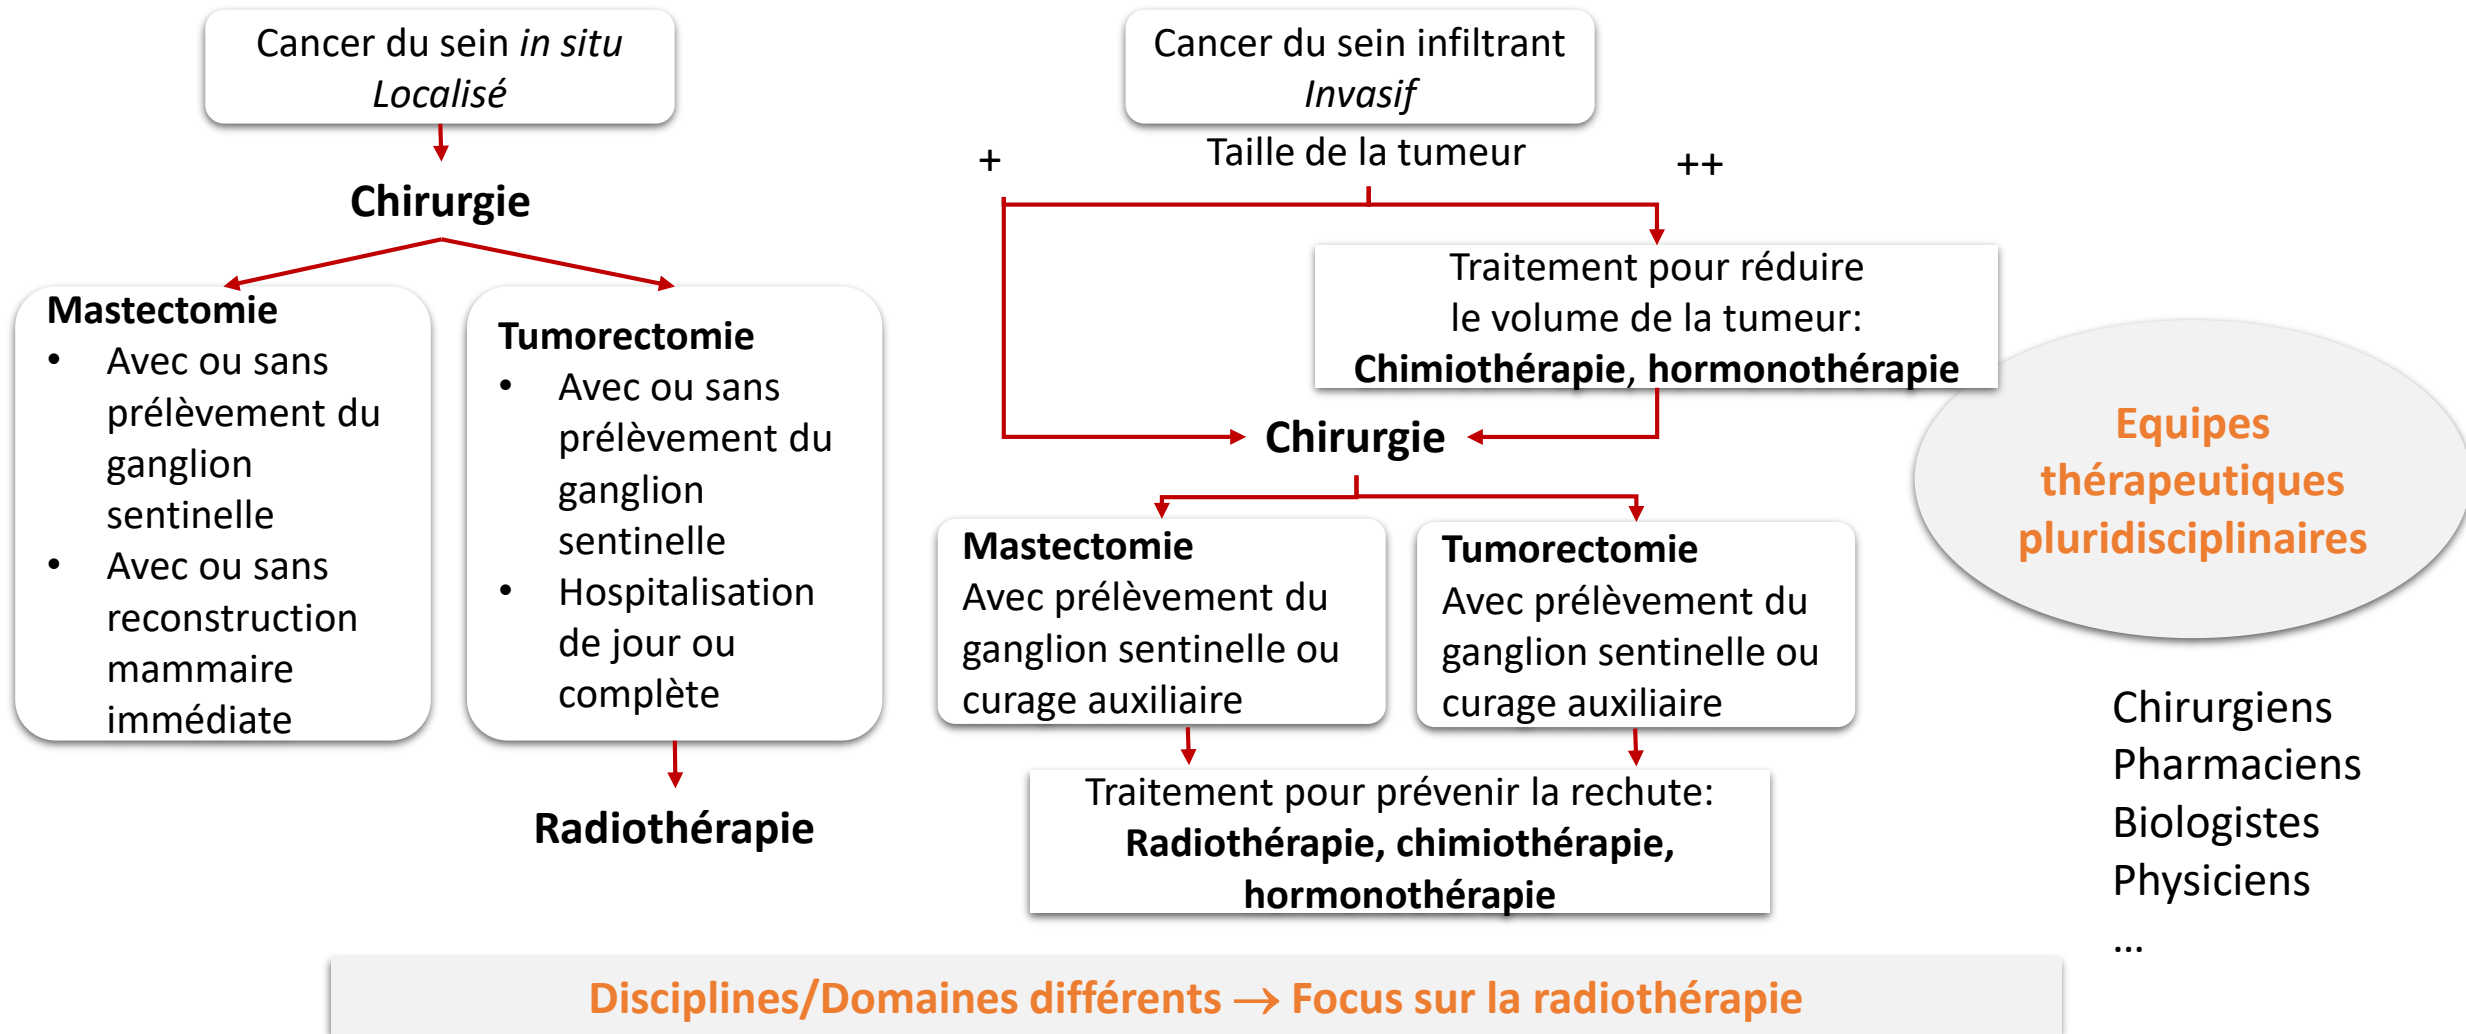 Cancer du sein in situ
Localisé
Chirurgie
Mastectomie
• Avec ou sans
prélèvement du
ganglion
sentinelle
• Avec ou sans
reconstruction
mammaire
immédiate
Tumorectomie
• Avec ou sans
prélèvement du
ganglion
sentinelle
• Hospitalisation
de jour ou
complète
Radiothérapie
Cancer du sein infiltrant
Invasif
+ Taille de la tumeur ++
Traitement pour réduire
le volume de la tumeur:
Chimiothérapie, hormonothérapie
Chirurgie
Mastectomie
Avec prélèvement du
ganglion sentinelle ou
curage auxiliaire
Tumorectomie
Avec prélèvement du
ganglion sentinelle ou
curage auxiliaire
Traitement pour prévenir la rechute:
Radiothérapie, chimiothérapie,
hormonothérapie
Equipes
thérapeutiques
pluridisciplinaires
Chirurgiens
Pharmaciens
Biologistes
Physiciens
...
Disciplines/Domaines différents → Focus sur la radiothérapie